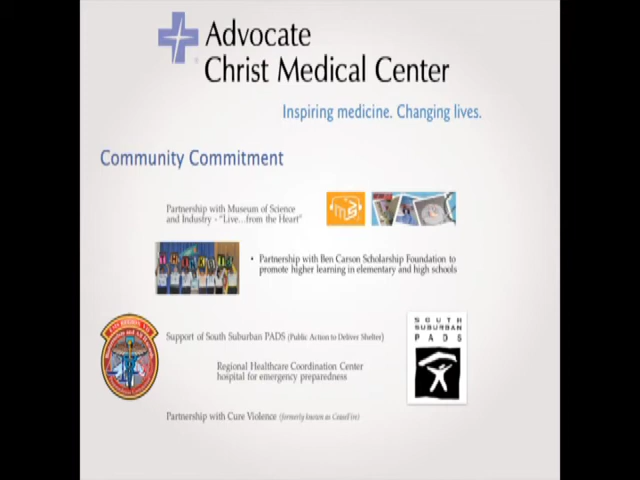 Advocate
Christ Medical Center
Inspiring medicine. Changing lives.
Community Commitment
Partnership with Museum of Science
and Industry - "Live...from the Heart"
• Partnership with Ben Carson Scholarship Foundation to
promote higher learning in elementary and high schools
Support of South Suburban PADS (Public Action to Deliver Shelter)
SOUTH
SUBURBAN
PADS
Regional Healthcare Coordination Center
hospital for emergency preparedness
Partnership with Cure Violence (formerly known as CeaseFire)